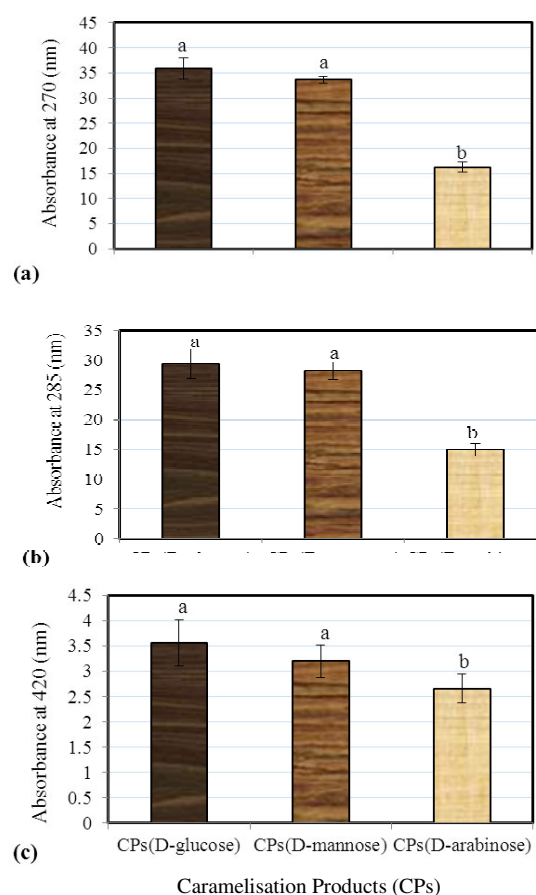 45
40
35
30
25
20
15
10
5
0
Absorbance at 270 (nm)
a
a
b
(a)
35
30
25
20
15
10
5
0
Absorbance at 285 (nm)
a
a
b
(b)
4.5
4
3.5
3
2.5
2
1.5
1
0.5
0
Absorbance at 420 (nm)
a
a
b
(c)
CPs(D-glucose) CPs(D-mannose) CPs(D-arabinose)
Caramelisation Products (CPs)